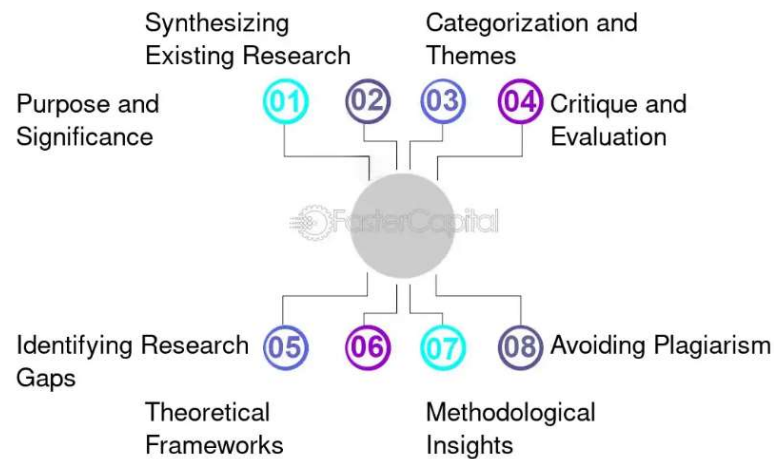 Synthesizing
Existing Research
Categorization and
Themes
Purpose and
Significance
01
02
03
04
Critique and
Evaluation
FasterCapital
Identifying Research
Gaps
05
06
07
08
Avoiding Plagiarism
Theoretical
Frameworks
Methodological
Insights